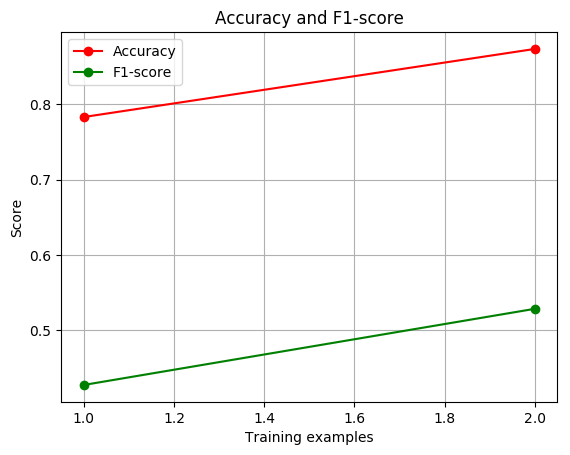 Accuracy and F1-score
Accuracy
F1-score
Score
0.8
0.7
0.6
0.5
1.0 1.2 1.4 1.6 1.8 2.0
Training examples